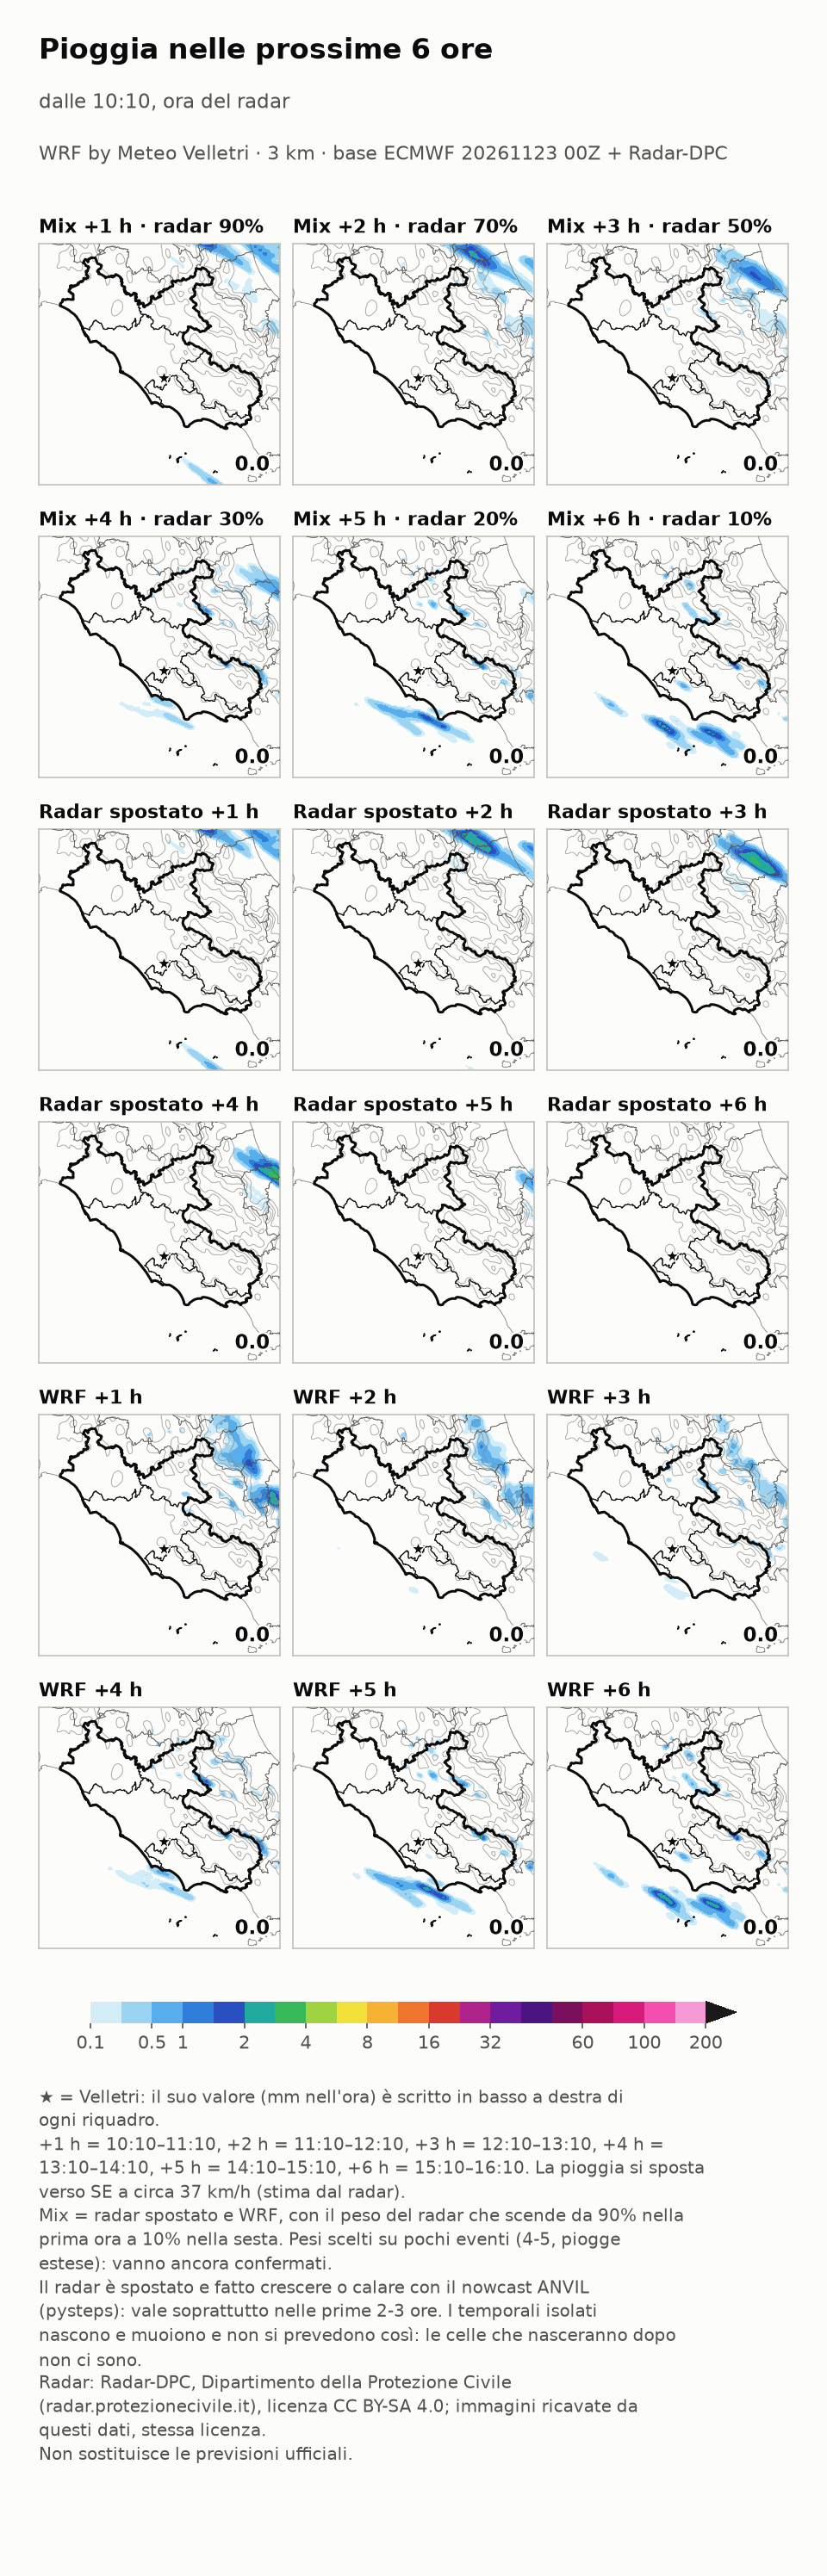 Pioggia nelle prossime 6 ore
dalle 10:10, ora del radar
WRF by Meteo Velletri · 3 km · base ECMWF 20261123 00Z + Radar-DPC
Mix +1 h · radar 90%
Mix +2 h · radar 70%
Mix +3 h · radar 50%
0.0
0.0
0.0
Mix +4 h · radar 30%
Mix +5 h · radar 20%
Mix +6 h · radar 10%
0.0
0.0
0.0
Radar spostato +1 h
Radar spostato +2 h
Radar spostato +3 h
0.0
0.0
0.0
Radar spostato +4 h
Radar spostato +5 h
Radar spostato +6 h
0.0
0.0
0.0
WRF +1 h
WRF +2 h
WRF +3 h
0.0
0.0
0.0
WRF +4 h
WRF +5 h
WRF +6 h
0.0
0.0
0.0
0.1 0.5 1 2 4 8 16 32 60 100 200
★ = Velletri: il suo valore (mm nell'ora) è scritto in basso a destra di
ogni riquadro.
+1 h = 10:10–11:10, +2 h = 11:10–12:10, +3 h = 12:10–13:10, +4 h =
13:10–14:10, +5 h = 14:10–15:10, +6 h = 15:10–16:10. La pioggia si sposta
verso SE a circa 37 km/h (stima dal radar).
Mix = radar spostato e WRF, con il peso del radar che scende da 90% nella
prima ora a 10% nella sesta. Pesi scelti su pochi eventi (4-5, piogge
estese): vanno ancora confermati.
Il radar è spostato e fatto crescere o calare con il nowcast ANVIL
(pysteps): vale soprattutto nelle prime 2-3 ore. I temporali isolati
nascono e muoiono e non si prevedono così: le celle che nasceranno dopo
non ci sono.
Radar: Radar-DPC, Dipartimento della Protezione Civile
(radar.protezionecivile.it), licenza CC BY-SA 4.0; immagini ricavate da
questi dati, stessa licenza.
Non sostituisce le previsioni ufficiali.